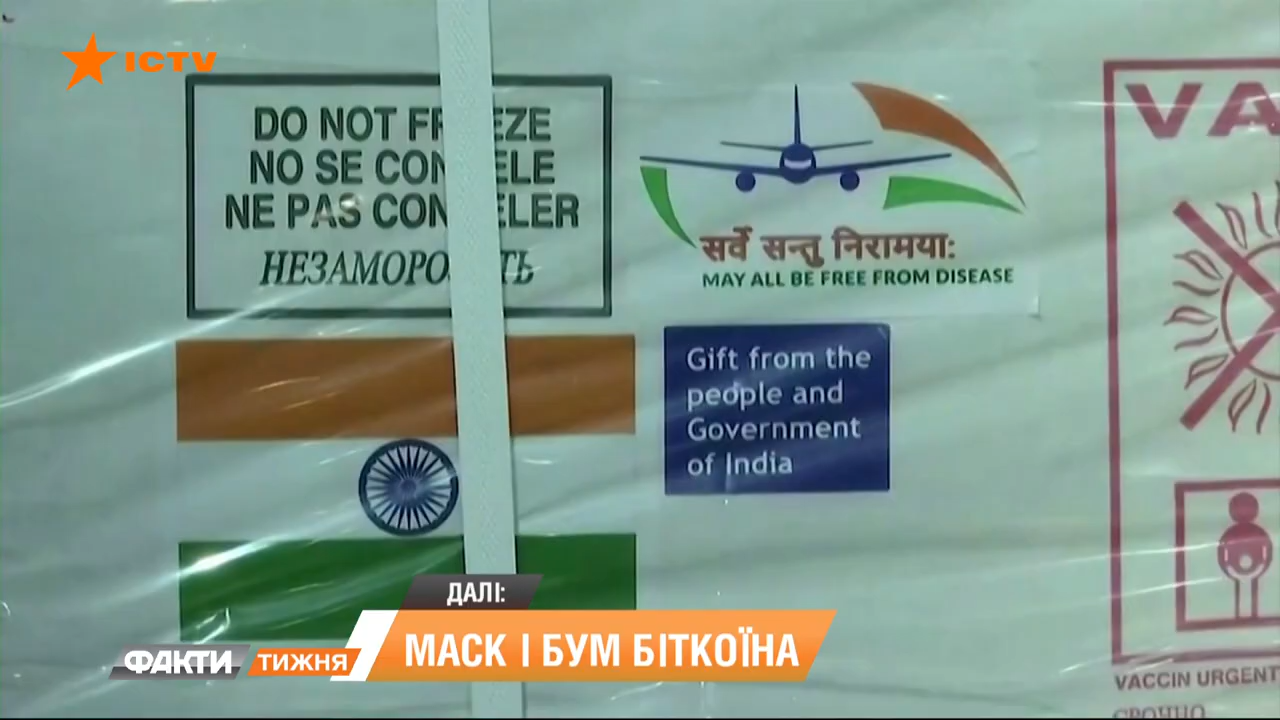 ICTV
DO NOT FREEZE
NO SE CONGELE
NE PAS CONGELER
सर्वे सन्तु निरामया:
MAY ALL BE FREE FROM DISEASE
Gift from the
people and
Government
of India
VA
VACCIN URGENT
СРОЧНО
ДАЛІ:
МАСК І БУМ БІТКОЇНА
ФАКТИ ТИЖНЯ